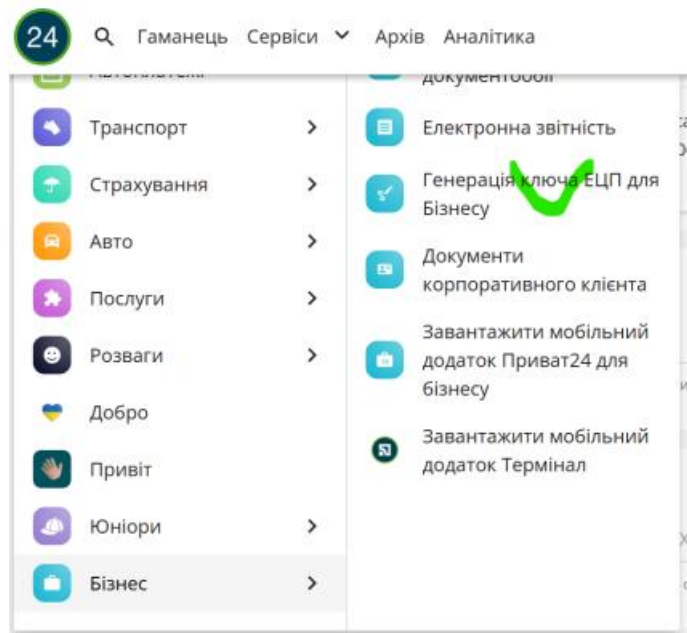 24 Гаманець Сервіси Архів Аналітика
Транспорт
Страхування
Авто
Послуги
Розваги
Добро
Привіт
Юніори
Бізнес
документообіг
Електронна звітність
Генерація ключа ЕЦП для
Бізнесу
Документи
корпоративного клієнта
Завантажити мобільний
додаток Приват24 для
бізнесу
Завантажити мобільний
додаток Термінал